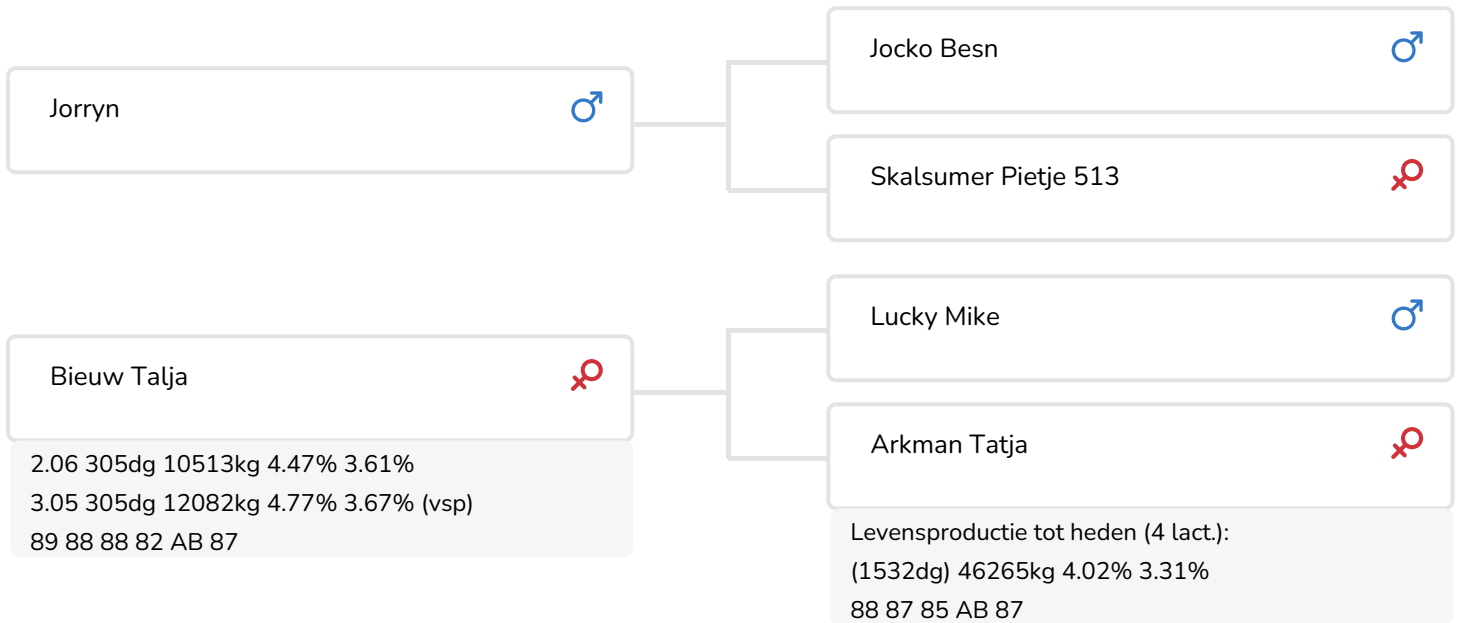 Jorryn
Jocko Besn
Skalsumer Pietje 513
Bieuw Talja
2.06 305dg 10513kg 4.47% 3.61%
3.05 305dg 12082kg 4.77% 3.67% (vsp)
89 88 88 82 AB 87
Lucky Mike
Arkman Tatja
Levensproductie tot heden (4 lact.):
(1532dg) 46265kg 4.02% 3.31%
88 87 85 AB 87